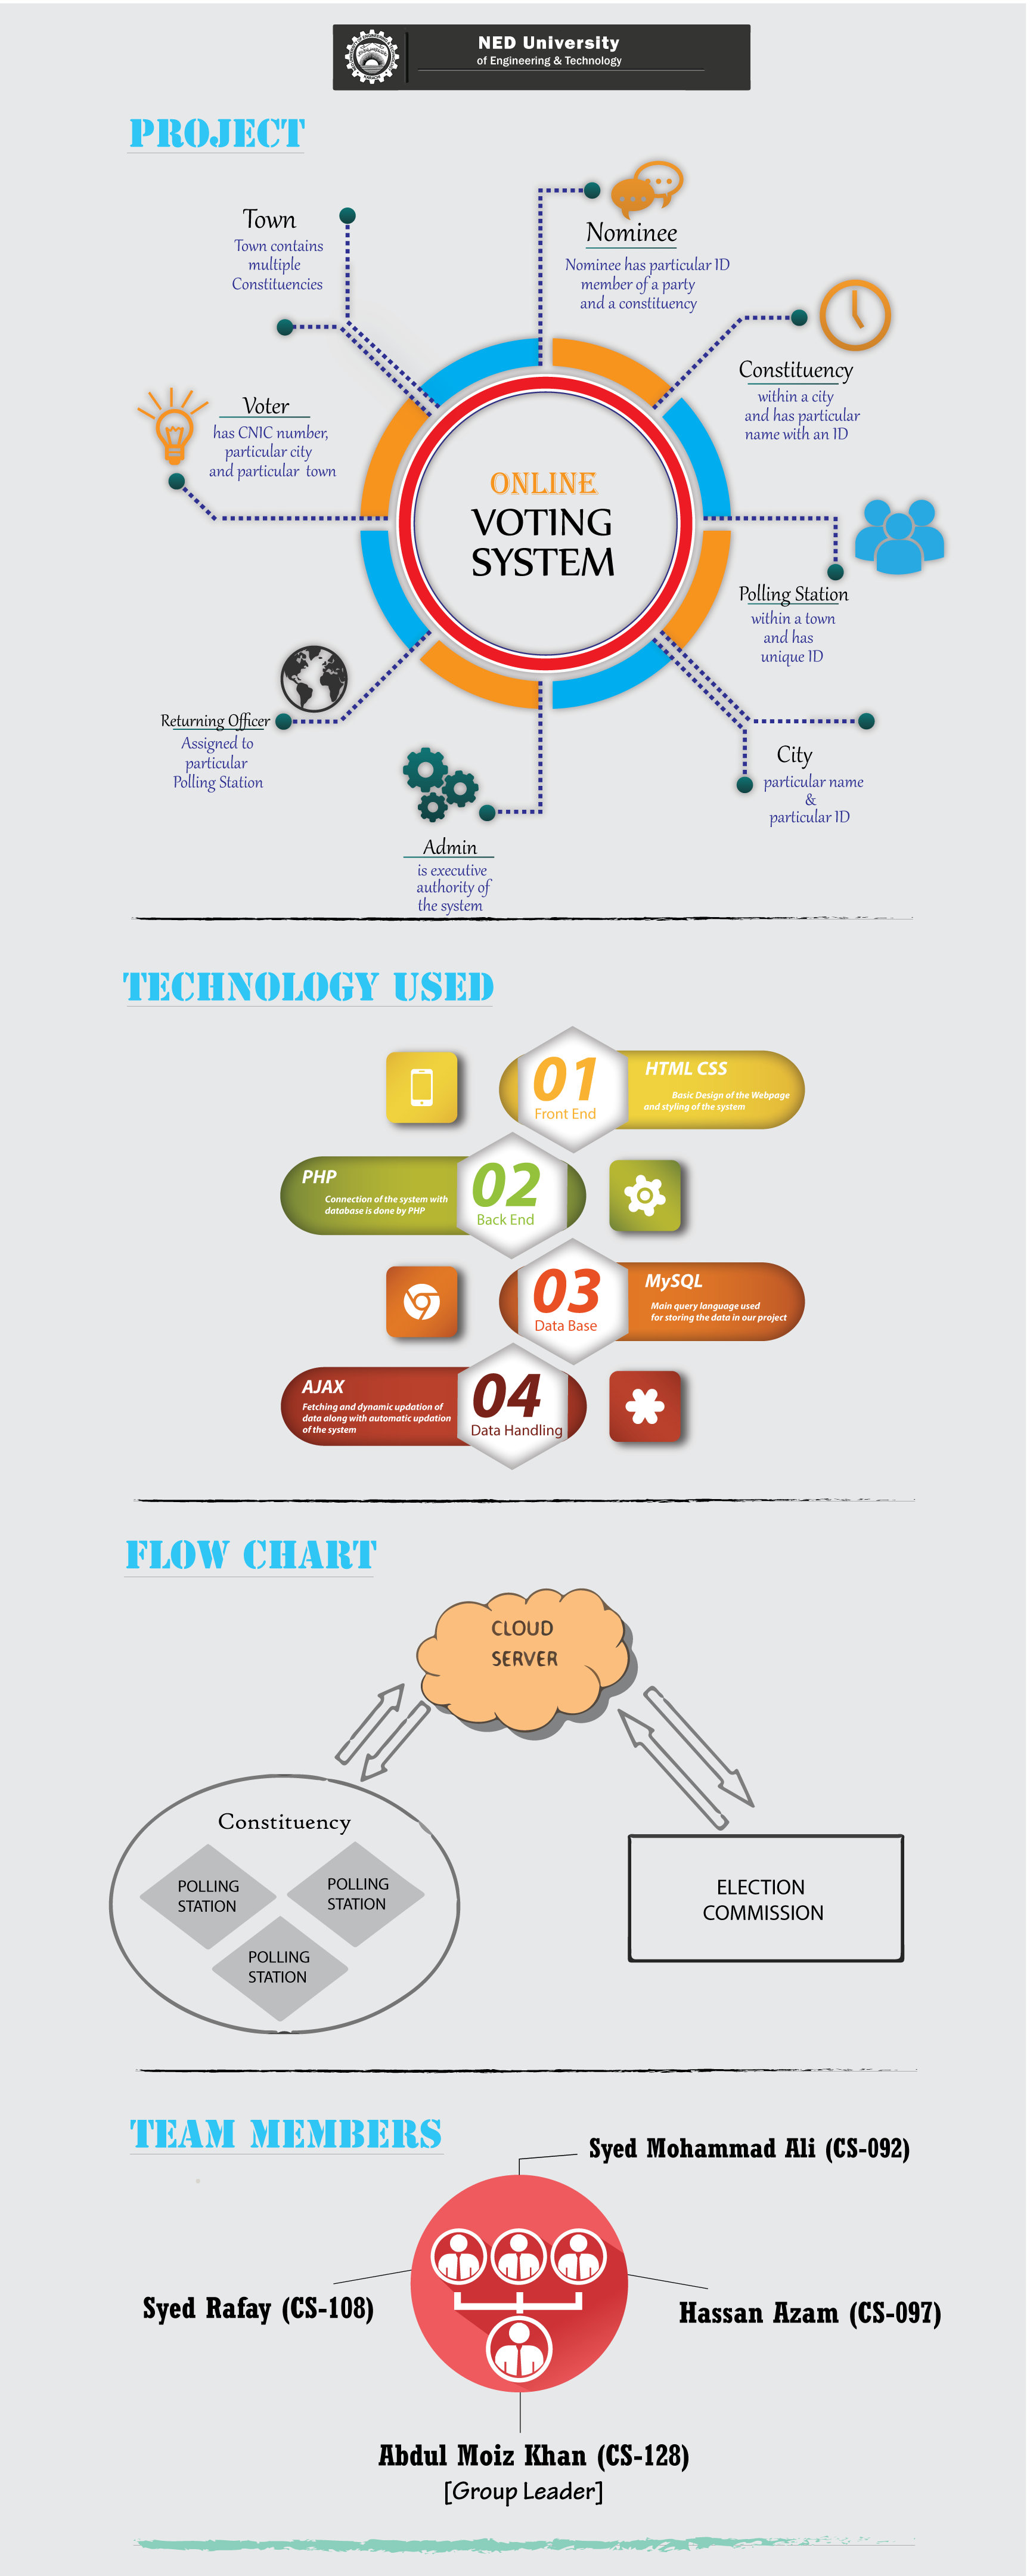 NED University
of Engineering & Technology
PROJECT
Town
Town contains
multiple
Constituencies
Nominee
Nominee has particular ID
member of a party
and a constituency
Constituency
within a city
and has particular
name with an ID
Voter
has CNIC number,
particular city
and particular town
ONLINE
VOTING
SYSTEM
Polling Station
within a town
and has
unique ID
Returning Officer
Assigned to
particular
Polling Station
City
particular name
&
particular ID
Admin
is executive
authority of
the system
TECHNOLOGY USED
01
Front End
HTML CSS
Basic Design of the Webpage
and styling of the system
PHP
Connection of the system with
database is done by PHP
02
Back End
03
Data Base
MySQL
Main query language used
for storing the data in our project
AJAX
Fetching and dynamic updation of
data along with automatic updation
of the system
04
Data Handling
FLOW CHART
CLOUD
SERVER
Constituency
POLLING
STATION
POLLING
STATION
POLLING
STATION
ELECTION
COMMISSION
TEAM MEMBERS
Syed Mohammad Ali (CS-092)
Syed Rafay (CS-108)
Hassan Azam (CS-097)
Abdul Moiz Khan (CS-128)
[Group Leader]